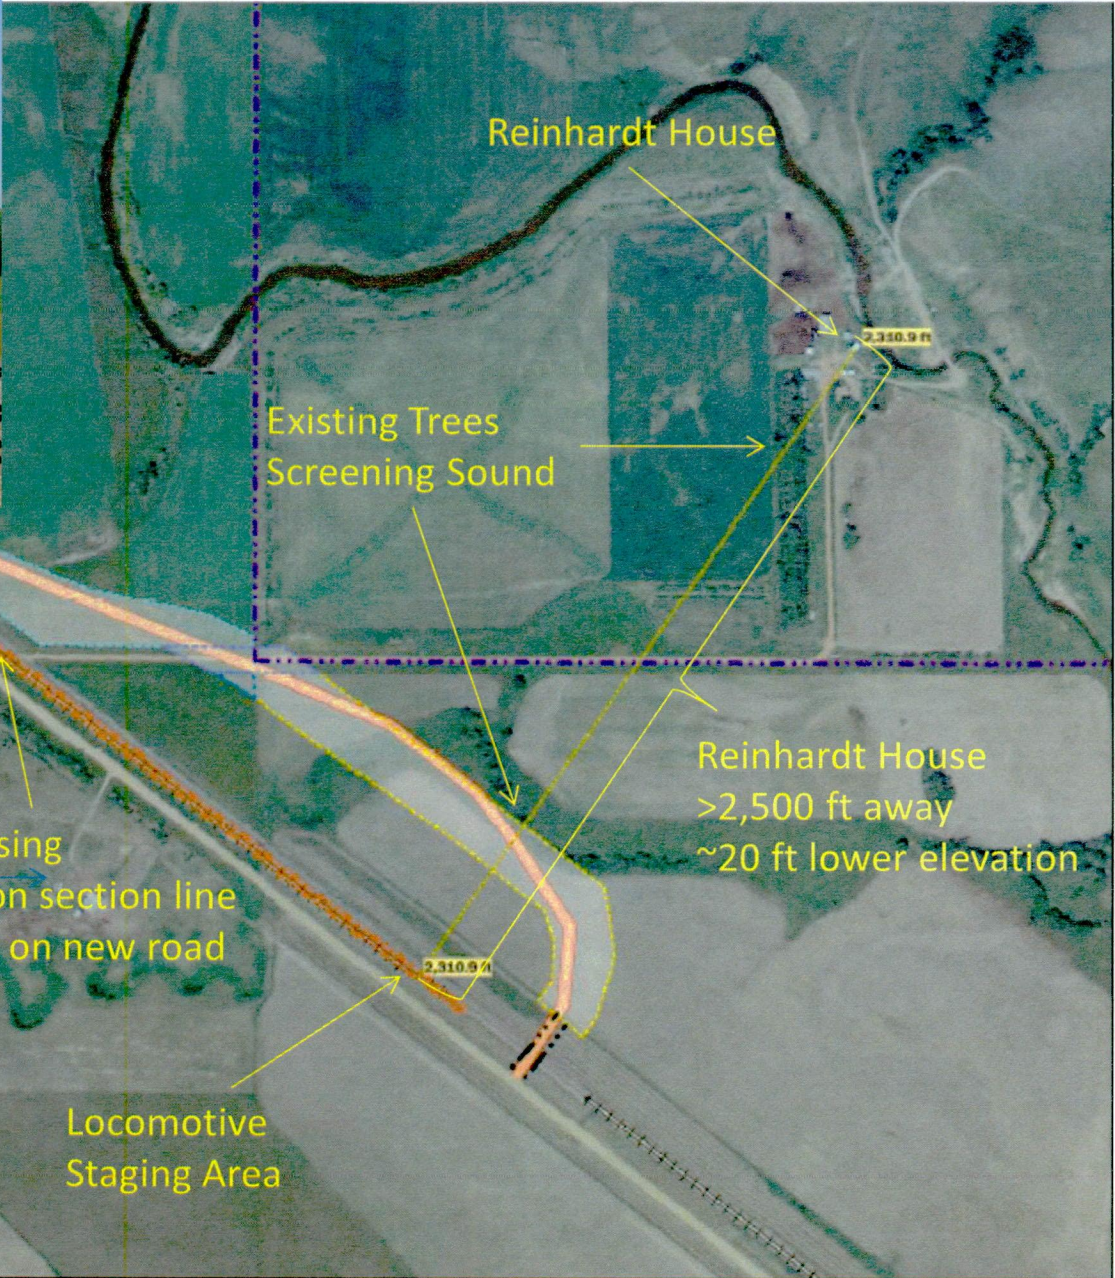 Reinhardt House
2,310.9 ft
Existing Trees
Screening Sound
Reinhardt House
>2,500 ft away
~20 ft lower elevation
sing
on section line
on new road
2,310.9 ft
Locomotive
Staging Area